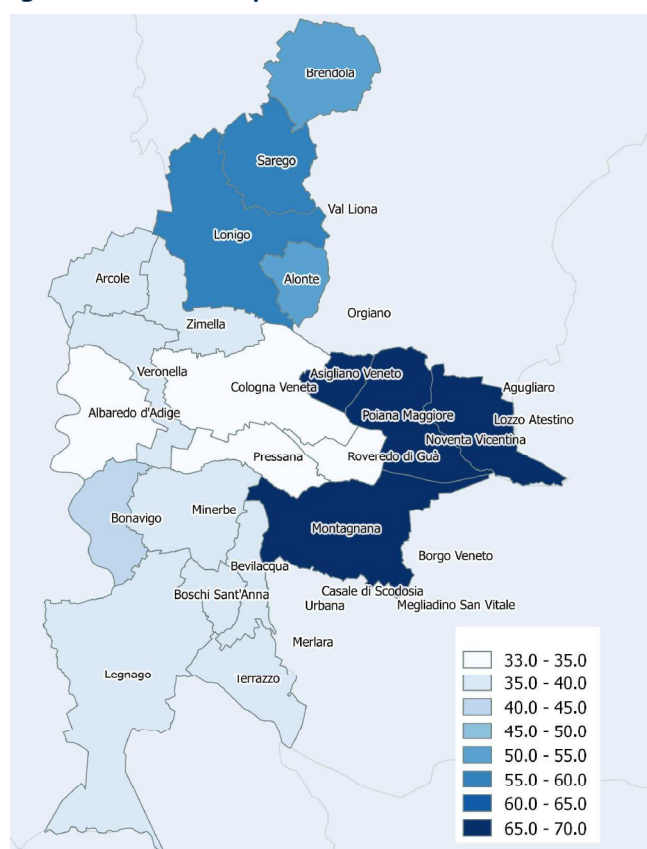 Brendola
Sarego
Val Liona
Lonigo
Arcole
Alonte
Orgiano
Zimella
Veronella
Asigliano Veneto
Cologna Veneta
Agugliaro
Albaredo d'Adige
Poiana Maggiore
Lozzo Atestino
Noventa Vicentina
Pressana
Roveredo di Guà
Bonavigo
Minerbe
Montagnana
Borgo Veneto
Bevilacqua
Boschi Sant'Anna
Casale di Scodosia
Urbana
Megliadino San Vitale
Merlara
Legnago
Terrazzo
33.0 - 35.0
35.0 - 40.0
40.0 - 45.0
45.0 - 50.0
50.0 - 55.0
55.0 - 60.0
60.0 - 65.0
65.0 - 70.0